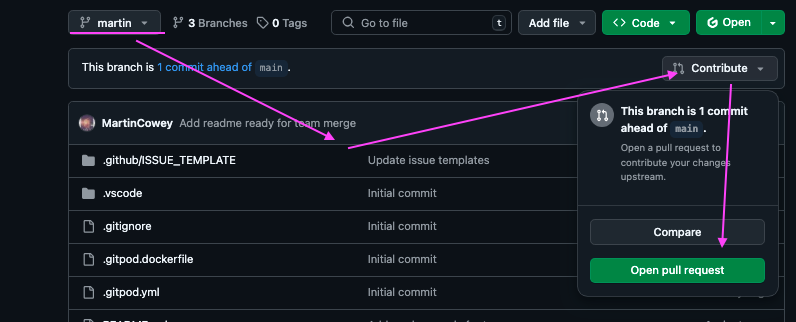 martin
3 Branches
0 Tags
Go to file
t
Add file
Code
Open
This branch is 1 commit ahead of main .
Contribute
MartinCowey Add readme ready for team merge
This branch is 1 commit
ahead of main .
Open a pull request to
contribute your changes
upstream.
Compare
Open pull request
.github/ISSUE_TEMPLATE
Update issue templates
.vscode
Initial commit
.gitignore
Initial commit
.gitpod.dockerfile
Initial commit
.gitpod.yml
Initial commit